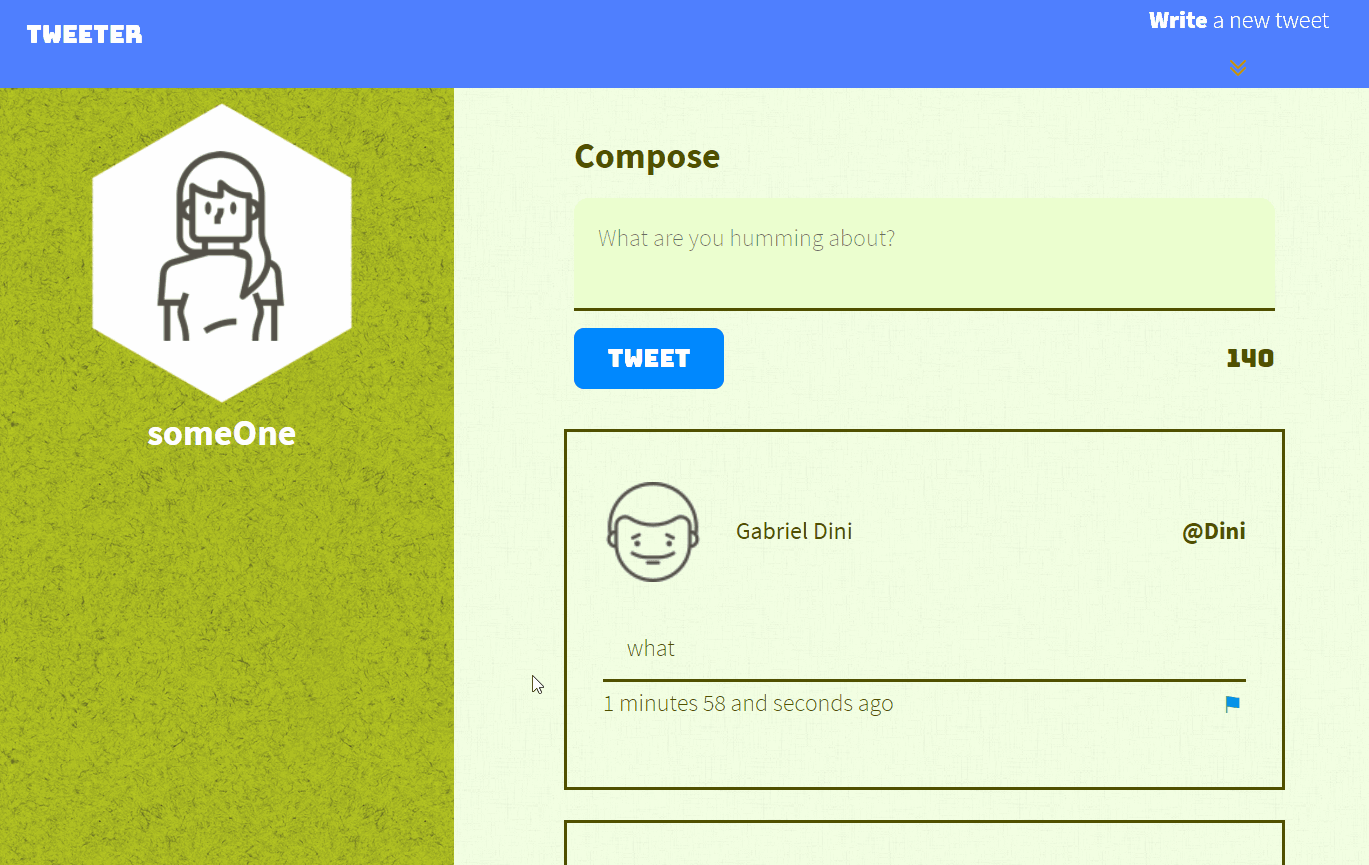 TWEETER
Write a new tweet
someOne
Compose
What are you humming about?
TWEET
140
Gabriel Dini
@Dini
what
1 minutes 58 and seconds ago